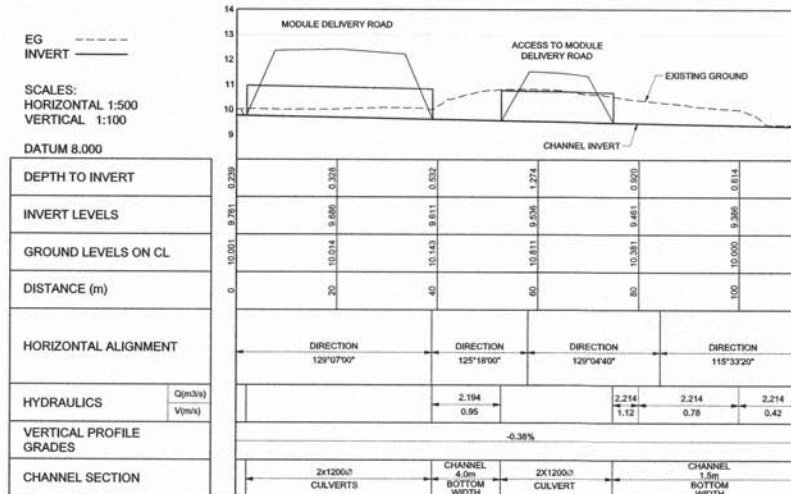 14
13
12
11
10
9
MODULE DELIVERY ROAD
ACCESS TO MODULE
DELIVERY ROAD
EXISTING GROUND
CHANNEL INVERT
EG
INVERT
SCALES:
HORIZONTAL 1:500
VERTICAL 1:100
DATUM 8.000
DEPTH TO INVERT 0.239 0.328 0.532 1.274 0.920 0.614
INVERT LEVELS 9.761 9.686 9.611 9.536 9.461 9.386
GROUND LEVELS ON CL 10.001 10.014 10.143 10.811 10.381 10.000
DISTANCE (m) 0 20 40 60 80 100
HORIZONTAL ALIGNMENT
DIRECTION DIRECTION DIRECTION DIRECTION
129°07'00" 125°18'00" 129°04'40" 115°33'20"
HYDRAULICS
Q(m3/s) 2.194 2.214 2.214 2.214
V(m/s) 0.95 1.12 0.78 0.42
VERTICAL PROFILE
GRADES
-0.38%
CHANNEL SECTION
2x1200Ø
CULVERTS
CHANNEL
4.0m
BOTTOM
WIDTH
2X1200Ø
CULVERT
CHANNEL
1.5m
BOTTOM
WIDTH